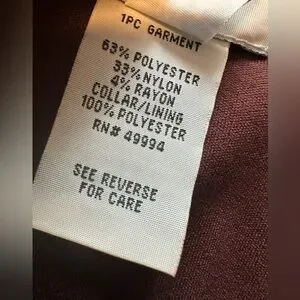 1PC GARMENT
63% POLYESTER
33% NYLON
4% RAYON
COLLAR/LINING
100% POLYESTER
RN# 49994
SEE REVERSE
FOR CARE